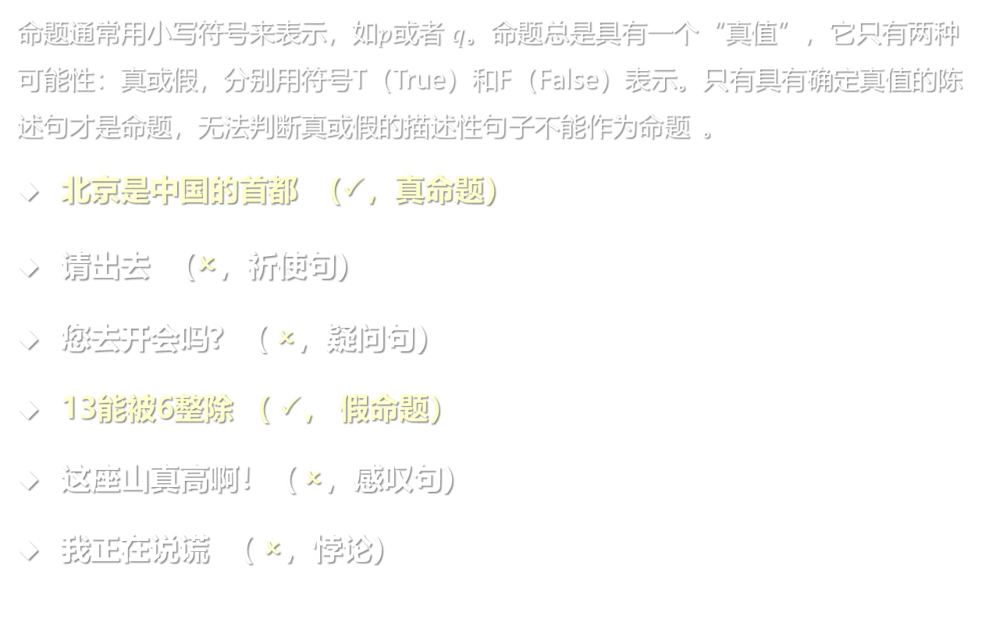 命题通常用小写符号来表示，如p或者 q。命题总是具有一个“真值”，它只有两种
可能性：真或假，分别用符号T（True）和F（False）表示。只有具有确定真值的陈
述句才是命题，无法判断真或假的描述性句子不能作为命题 。
◆ 北京是中国的首都 （✓，真命题）
◆ 请出去 （×，祈使句）
◆ 您去开会吗？ （ ×，疑问句）
◆ 13能被6整除 （ ✓， 假命题）
◆ 这座山真高啊！ （ ×，感叹句）
◆ 我正在说谎 （ ×，悖论）